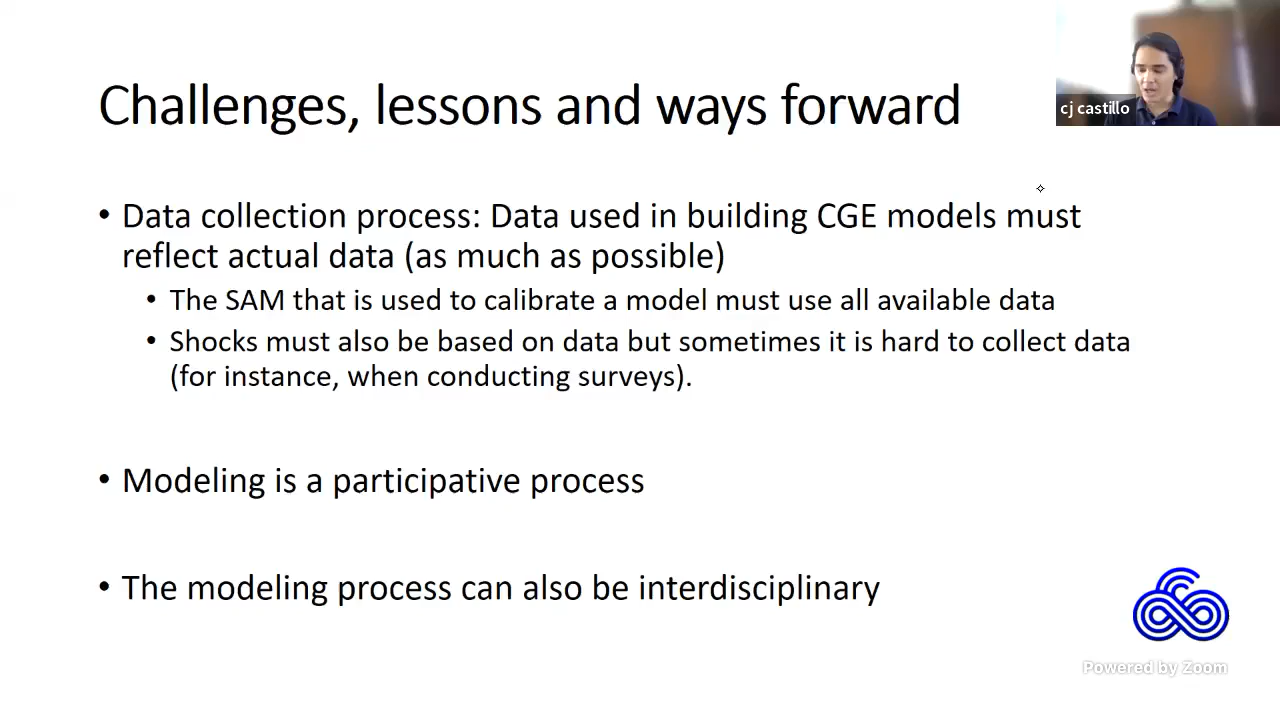 cj castillo
Challenges, lessons and ways forward
• Data collection process: Data used in building CGE models must
reflect actual data (as much as possible)
• The SAM that is used to calibrate a model must use all available data
• Shocks must also be based on data but sometimes it is hard to collect data
(for instance, when conducting surveys).
• Modeling is a participative process
• The modeling process can also be interdisciplinary
Powered by Zoom